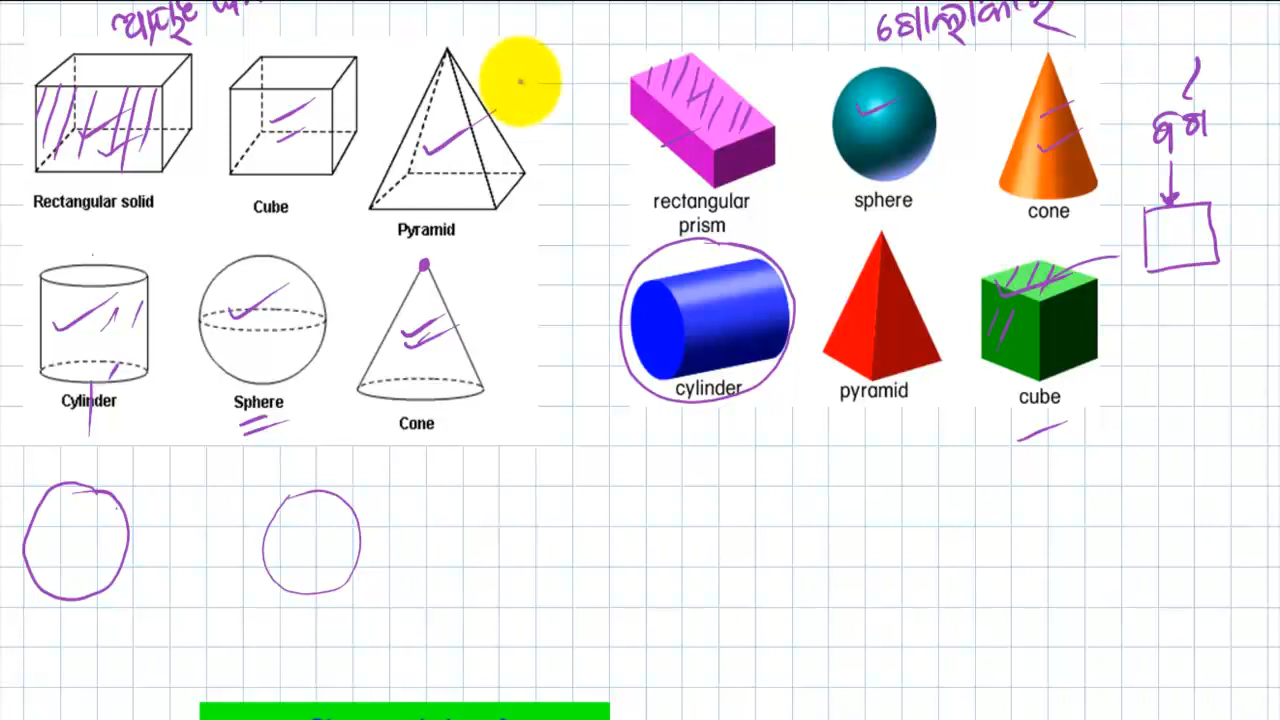 Rectangular solid
Cube
Pyramid
Cylinder
Sphere
Cone
rectangular
prism
sphere
cone
cylinder
pyramid
cube